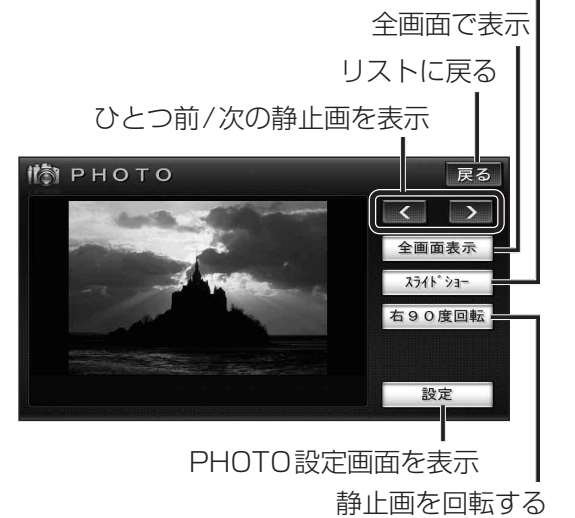 全画面で表示
リストに戻る
ひとつ前/次の静止画を表示
PHOTO
戻る
<
>
全画面表示
ｽﾗｲﾄﾞｼｮｰ
右９０度回転
設定
PHOTO設定画面を表示
静止画を回転する